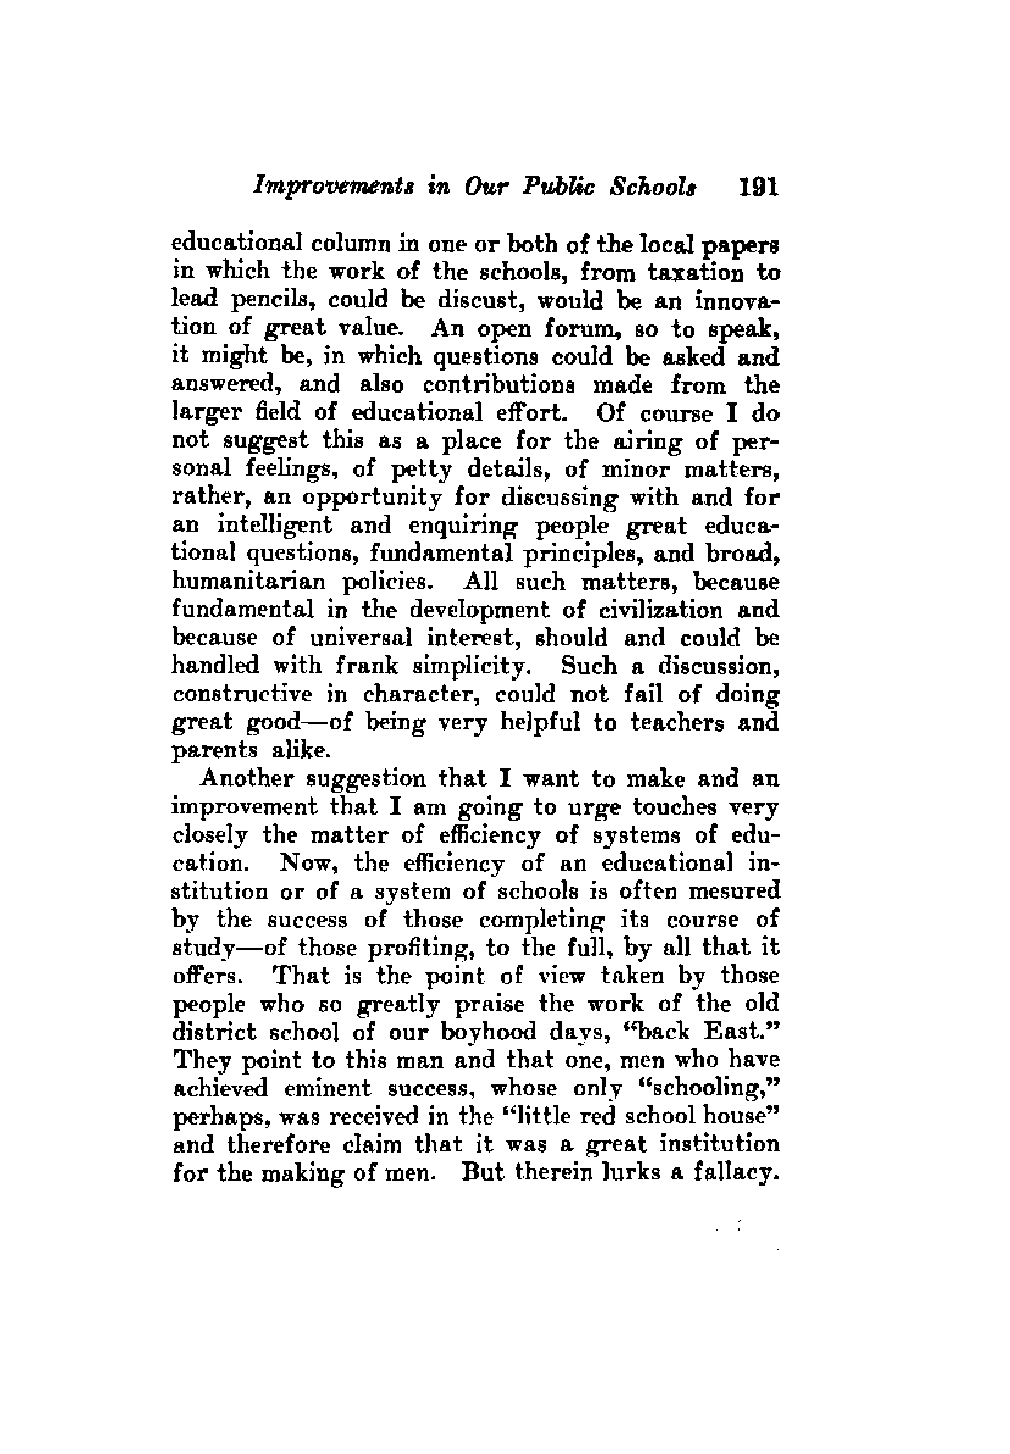 Improvements in Our Public Schools 191
educational column in one or both of the local papers
in which the work of the schools, from taxation to
lead pencils, could be discust, would be an innova-
tion of great value. An open forum, so to speak,
it might be, in which questions could be asked and
answered, and also contributions made from the
larger field of educational effort. Of course I do
not suggest this as a place for the airing of per-
sonal feelings, of petty details, of minor matters,
rather, an opportunity for discussing with and for
an intelligent and enquiring people great educa-
tional questions, fundamental principles, and broad,
humanitarian policies. All such matters, because
fundamental in the development of civilization and
because of universal interest, should and could be
handled with frank simplicity. Such a discussion,
constructive in character, could not fail of doing
great good—of being very helpful to teachers and
parents alike.
Another suggestion that I want to make and an
improvement that I am going to urge touches very
closely the matter of efficiency of systems of edu-
cation. Now, the efficiency of an educational in-
stitution or of a system of schools is often mesured
by the success of those completing its course of
study—of those profiting, to the full, by all that it
offers. That is the point of view taken by those
people who so greatly praise the work of the old
district school of our boyhood days, “back East.”
They point to this man and that one, men who have
achieved eminent success, whose only “schooling,”
perhaps, was received in the “little red school house”
and therefore claim that it was a great institution
for the making of men. But therein lurks a fallacy.